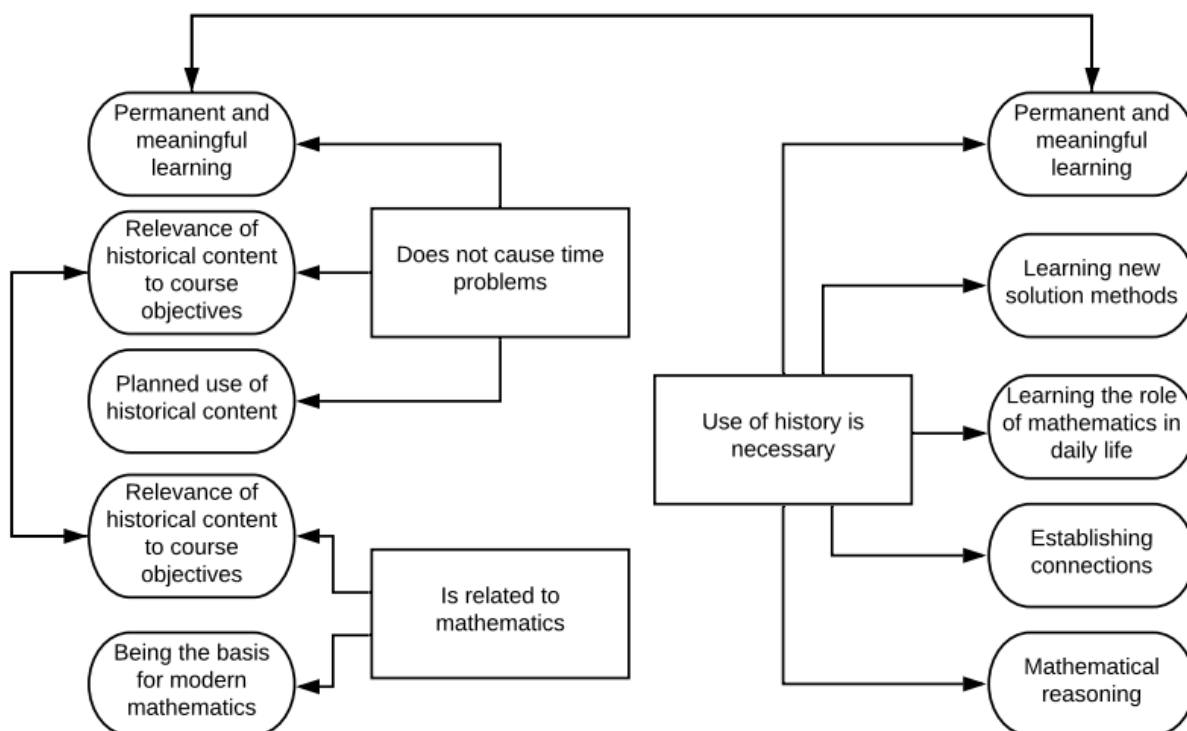 Permanent and
meaningful
learning
Relevance of
historical content
to course
objectives
Does not cause time
problems
Planned use of
historical content
Relevance of
historical content
to course
objectives
Is related to
mathematics
Being the basis
for modern
mathematics
Permanent and
meaningful
learning
Learning new
solution methods
Use of history is
necessary
Learning the role
of mathematics in
daily life
Establishing
connections
Mathematical
reasoning